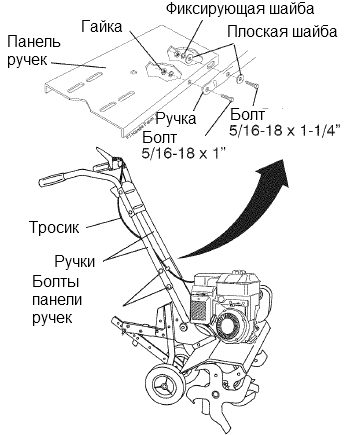 Фиксирующая шайба
Гайка
Плоская шайба
Панель
ручек
Ручка
Болт
5/16-18 x 1"
Болт
5/16-18 x 1-1/4"
Тросик
Ручки
Болты
панели
ручек